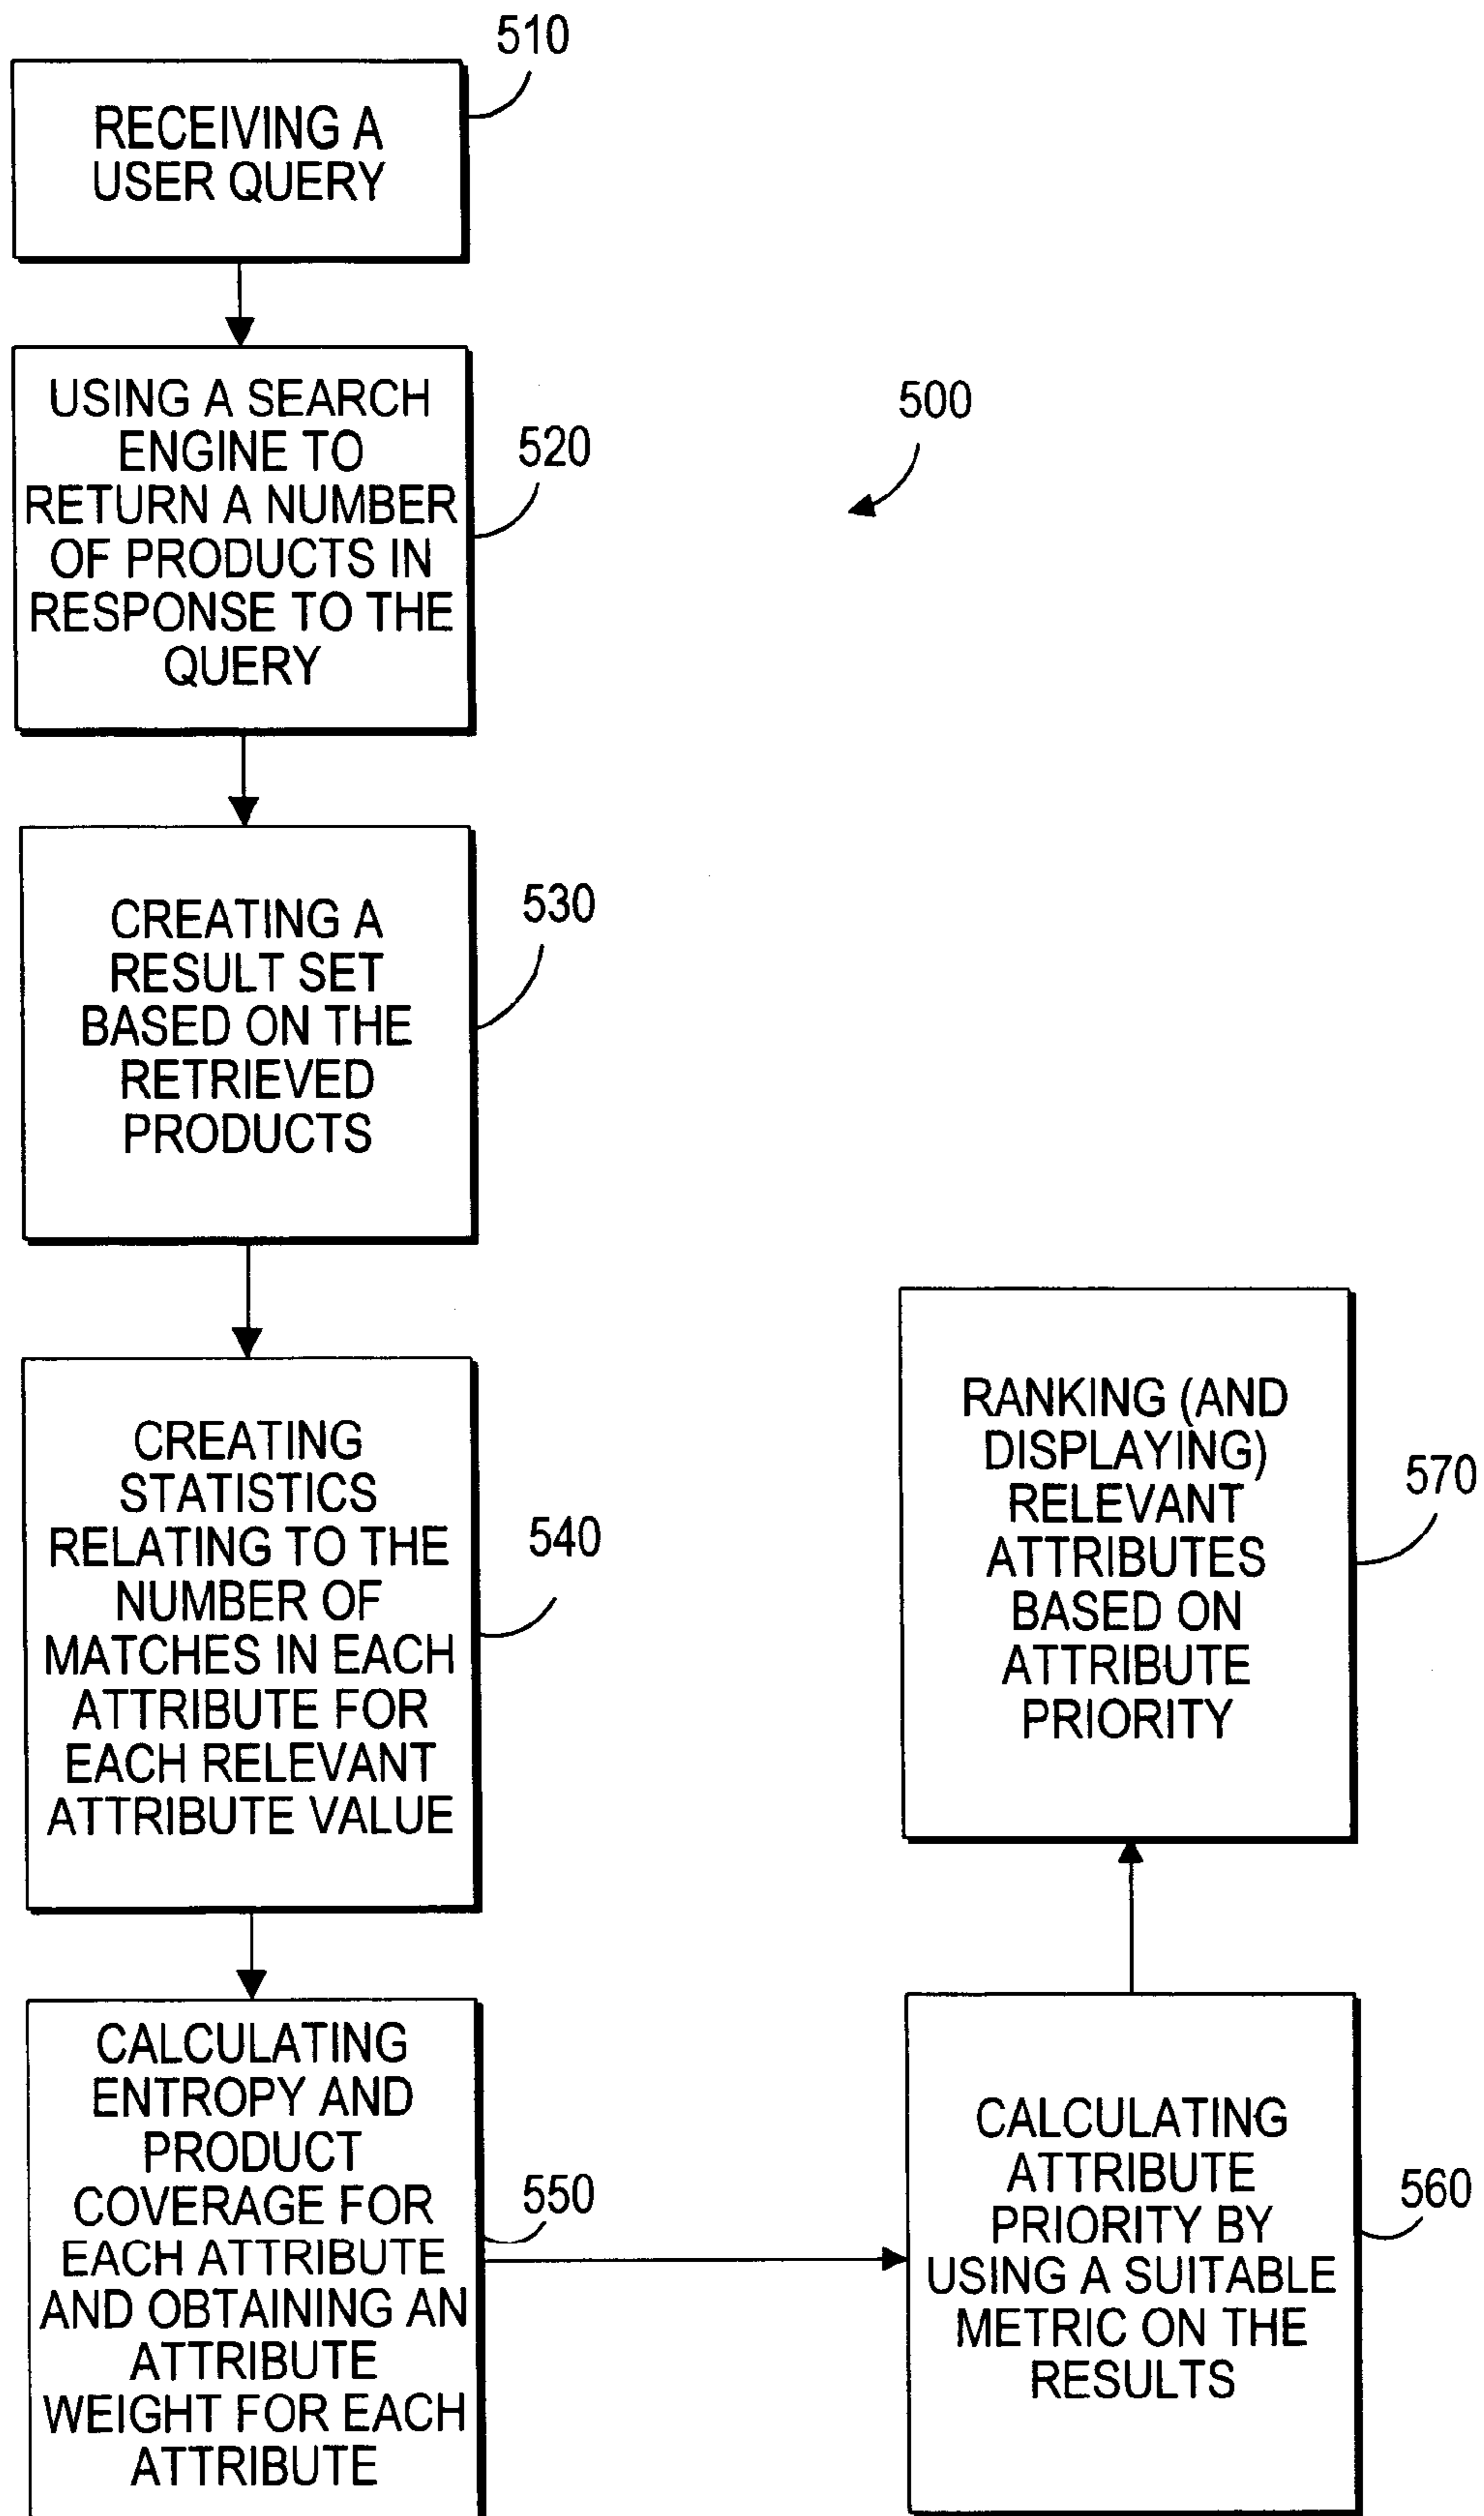 510
RECEIVING A
USER QUERY
USING A SEARCH
ENGINE TO
RETURN A NUMBER
OF PRODUCTS IN
RESPONSE TO THE
QUERY
520
500
CREATING A
RESULT SET
BASED ON THE
RETRIEVED
PRODUCTS
530
CREATING
STATISTICS
RELATING TO THE
NUMBER OF
MATCHES IN EACH
ATTRIBUTE FOR
EACH RELEVANT
ATTRIBUTE VALUE
540
CALCULATING
ENTROPY AND
PRODUCT
COVERAGE FOR
EACH ATTRIBUTE
AND OBTAINING AN
ATTRIBUTE
WEIGHT FOR EACH
ATTRIBUTE
550
CALCULATING
ATTRIBUTE
PRIORITY BY
USING A SUITABLE
METRIC ON THE
RESULTS
560
RANKING (AND
DISPLAYING)
RELEVANT
ATTRIBUTES
BASED ON
ATTRIBUTE
PRIORITY
570